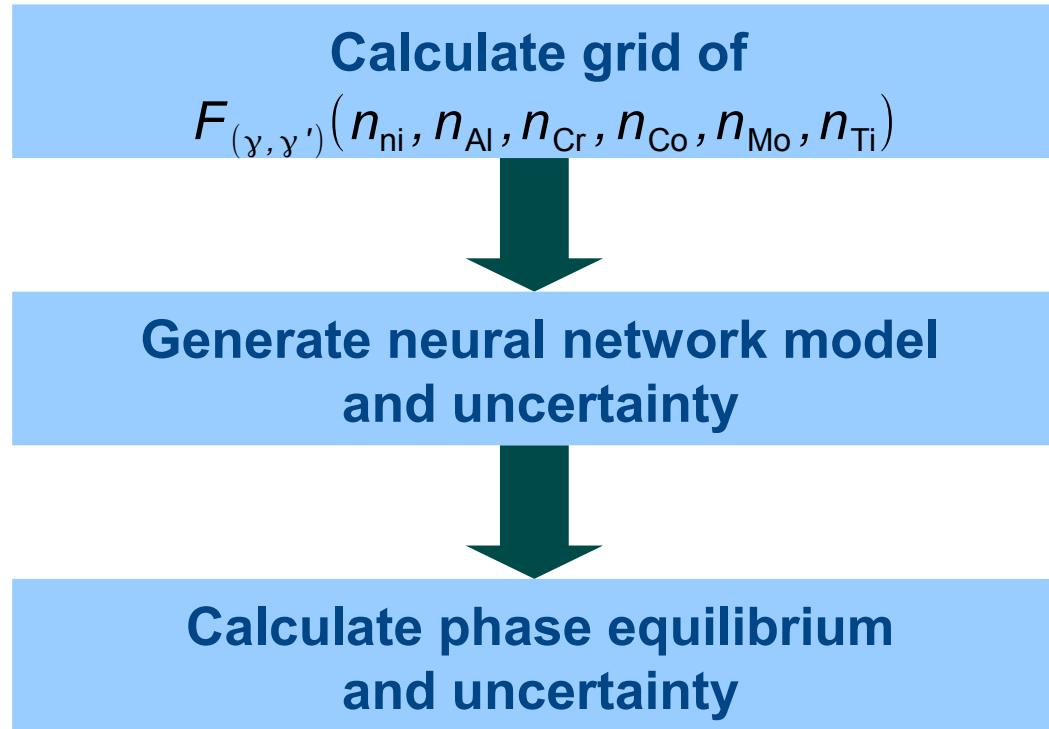 Calculate grid of
F(γ,γ')(nni,nAl,nCr,nCo,nMo,nTi)
Generate neural network model
and uncertainty
Calculate phase equilibrium
and uncertainty